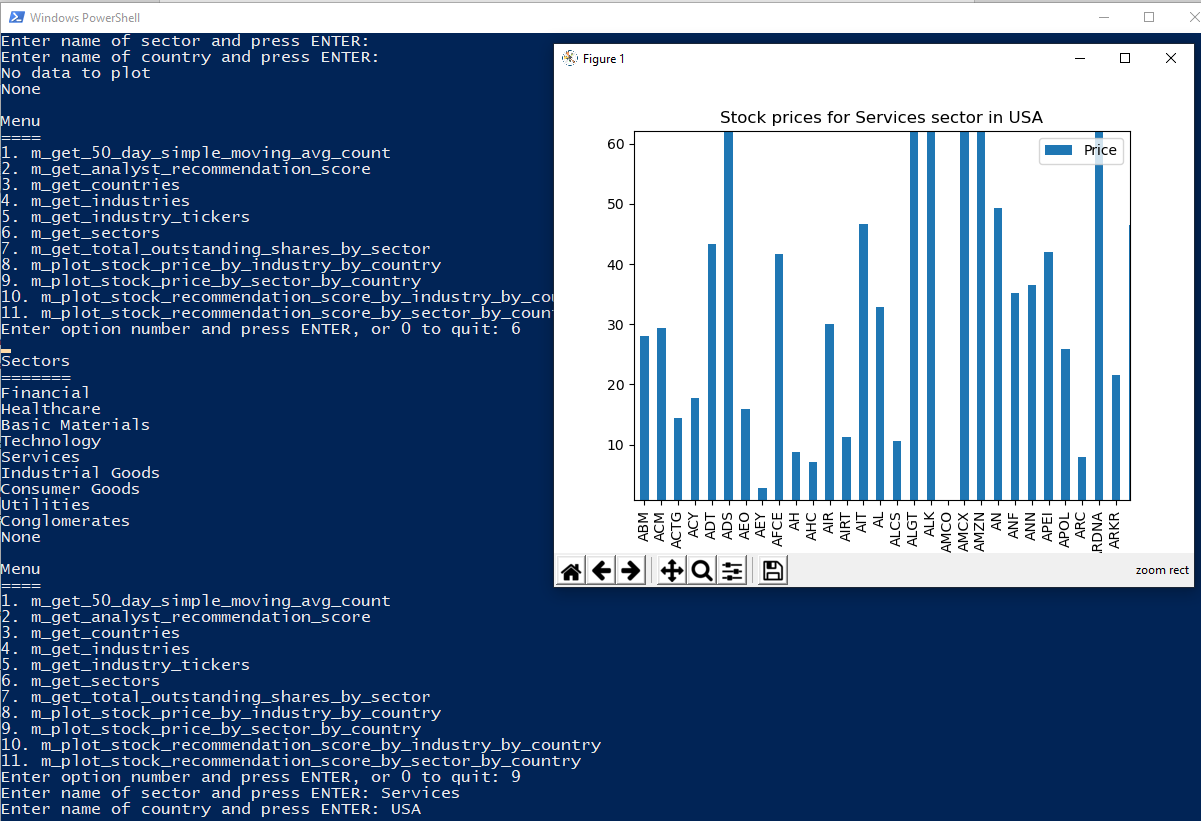 Windows PowerShell
Enter name of sector and press ENTER:
Enter name of country and press ENTER:
No data to plot
None
Menu
====
1. m_get_50_day_simple_moving_avg_count
2. m_get_analyst_recommendation_score
3. m_get_countries
4. m_get_industries
5. m_get_industry_tickers
6. m_get_sectors
7. m_get_total_outstanding_shares_by_sector
8. m_plot_stock_price_by_industry_by_country
9. m_plot_stock_price_by_sector_by_country
10. m_plot_stock_recommendation_score_by_industry_by_cou
11. m_plot_stock_recommendation_score_by_sector_by_coun
Enter option number and press ENTER, or 0 to quit: 6
Sectors
=======
Financial
Healthcare
Basic Materials
Technology
Services
Industrial Goods
Consumer Goods
Utilities
Conglomerates
None
Menu
====
1. m_get_50_day_simple_moving_avg_count
2. m_get_analyst_recommendation_score
3. m_get_countries
4. m_get_industries
5. m_get_industry_tickers
6. m_get_sectors
7. m_get_total_outstanding_shares_by_sector
8. m_plot_stock_price_by_industry_by_country
9. m_plot_stock_price_by_sector_by_country
10. m_plot_stock_recommendation_score_by_industry_by_country
11. m_plot_stock_recommendation_score_by_sector_by_country
Enter option number and press ENTER, or 0 to quit: 9
Enter name of sector and press ENTER: Services
Enter name of country and press ENTER: USA
Figure 1
Stock prices for Services sector in USA
Price
60
50
40
30
20
10
ABM
ACM
ACTG
ACY
ADT
ADS
AEO
AEY
AFCE
AH
AHC
AIR
AIRT
AIT
AL
ALCS
ALGT
ALK
AMCO
AMCX
AMZN
AN
ANF
ANN
APEI
APOL
ARC
RDNA
ARKR
zoom rect